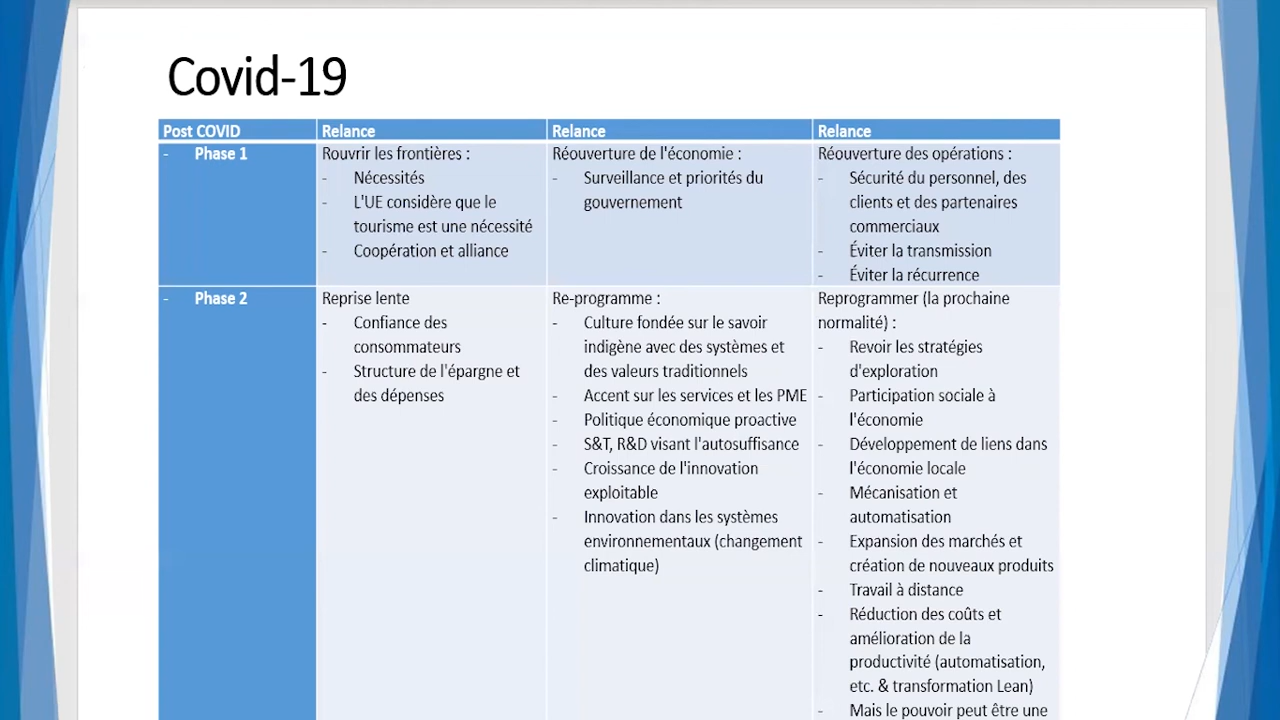 Covid-19
Post COVID
Relance
Relance
Relance
- Phase 1
Rouvrir les frontières :
- Nécessités
- L'UE considère que le
tourisme est une nécessité
- Coopération et alliance
Réouverture de l'économie :
- Surveillance et priorités du
gouvernement
Réouverture des opérations :
- Sécurité du personnel, des
clients et des partenaires
commerciaux
- Éviter la transmission
- Éviter la récurrence
- Phase 2
Reprise lente
- Confiance des
consommateurs
- Structure de l'épargne et
des dépenses
Re-programme :
- Culture fondée sur le savoir
indigène avec des systèmes et
des valeurs traditionnels
- Accent sur les services et les PME
- Politique économique proactive
- S&T, R&D visant l'autosuffisance
- Croissance de l'innovation
exploitable
- Innovation dans les systèmes
environnementaux (changement
climatique)
Reprogrammer (la prochaine
normalité) :
- Revoir les stratégies
d'exploration
- Participation sociale à
l'économie
- Développement de liens dans
l'économie locale
- Mécanisation et
automatisation
- Expansion des marchés et
création de nouveaux produits
- Travail à distance
- Réduction des coûts et
amélioration de la
productivité (automatisation,
etc. & transformation Lean)
- Mais le pouvoir peut être une